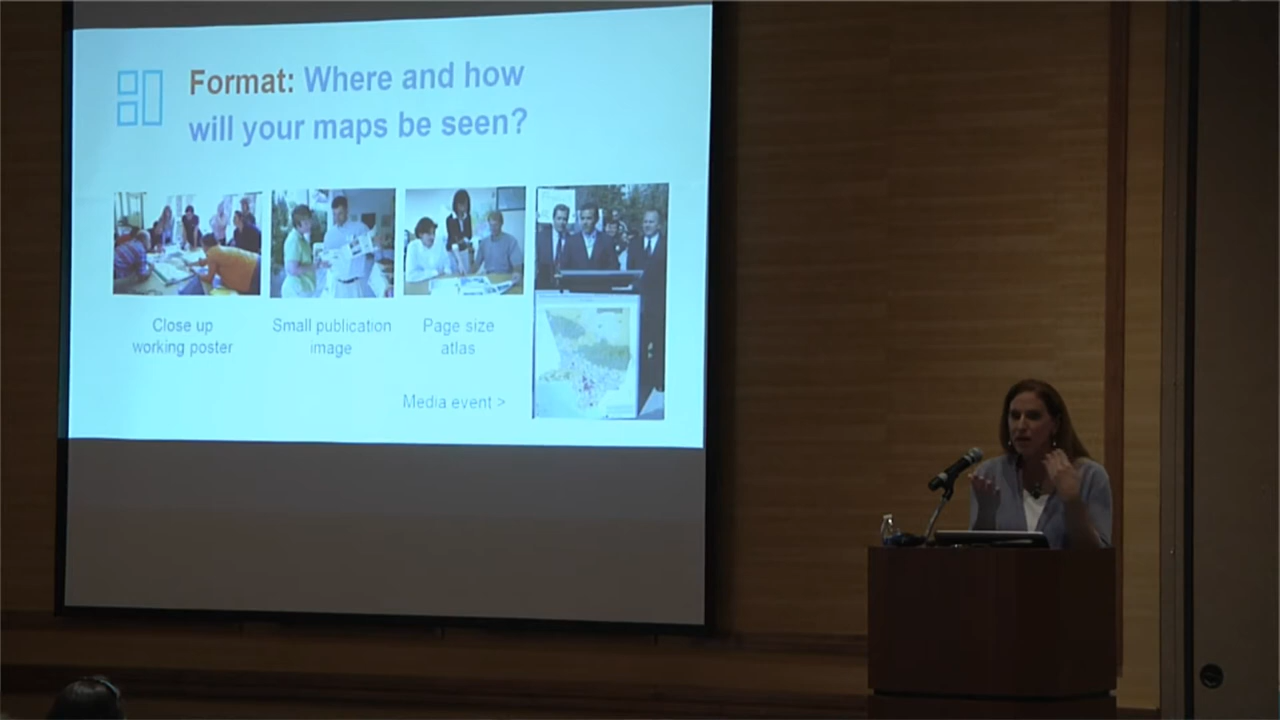 Format: Where and how
will your maps be seen?
Close up
working poster
Small publication
image
Page size
atlas
Media event >